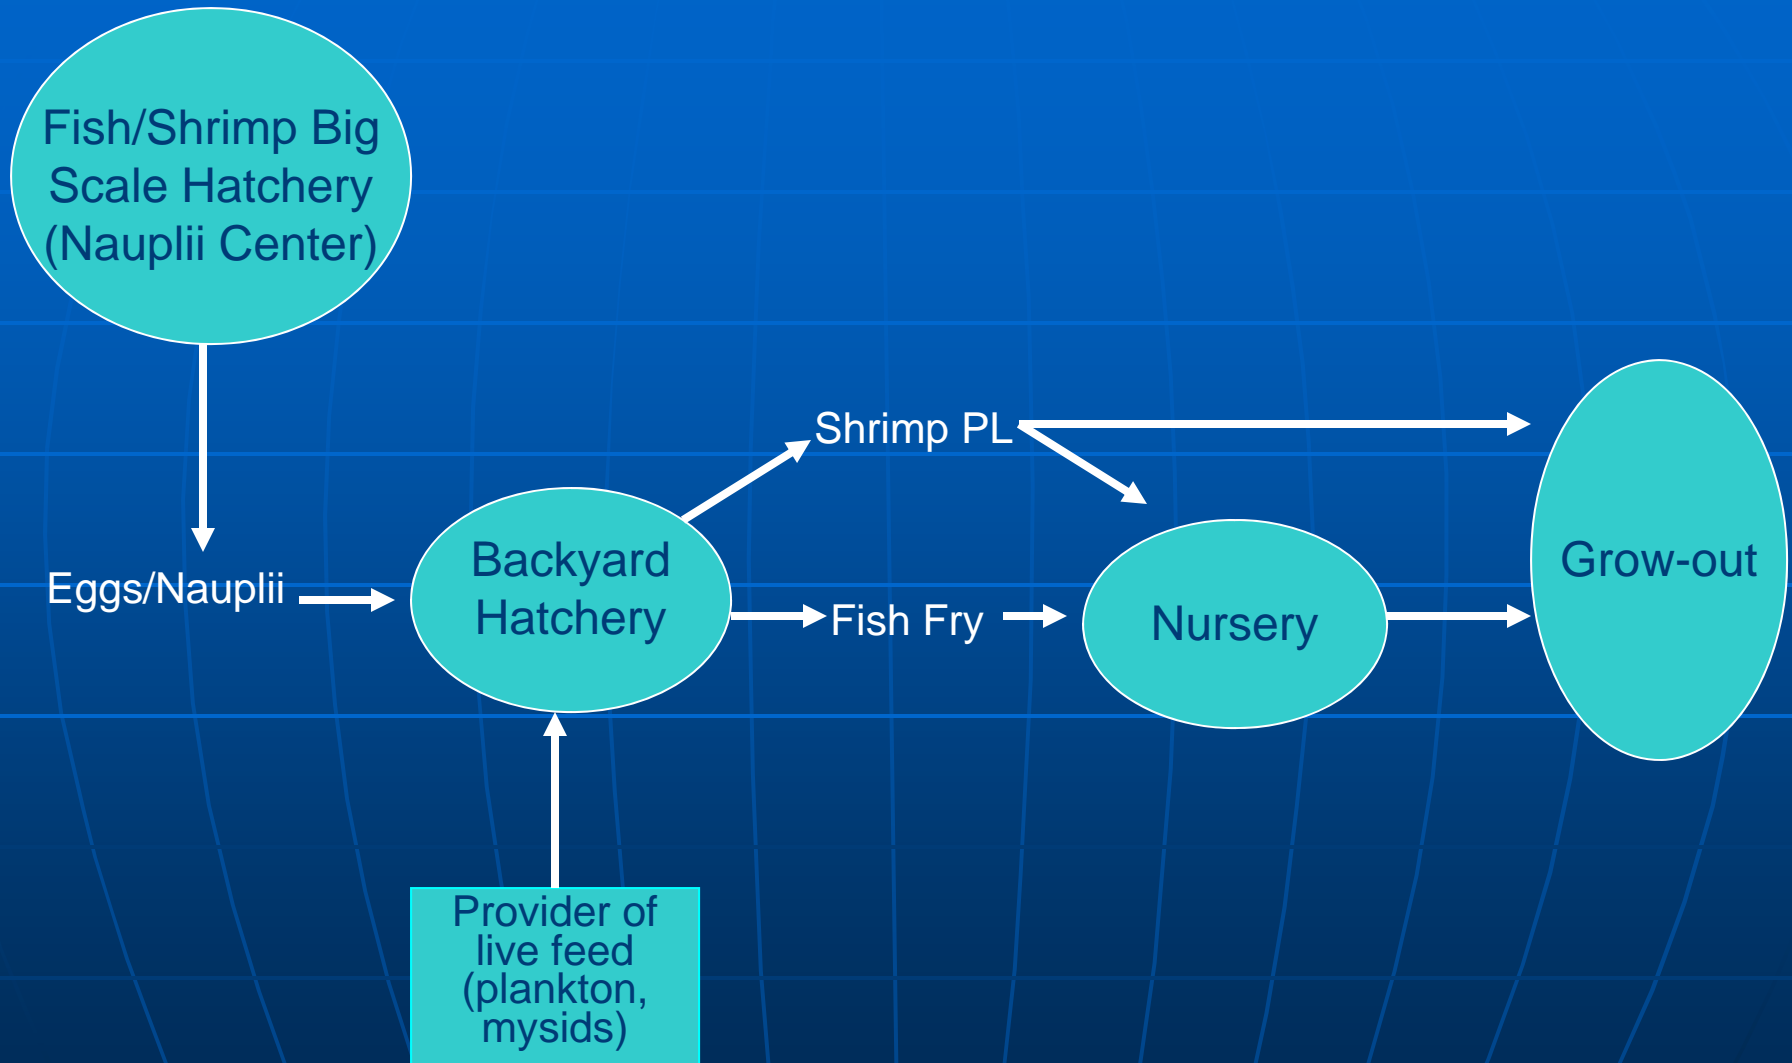 Fish/Shrimp Big
Scale Hatchery
(Nauplii Center)
Shrimp PL
Eggs/Nauplii
Backyard
Hatchery
Fish Fry
Nursery
Grow-out
Provider of
live feed
(plankton,
mysids)